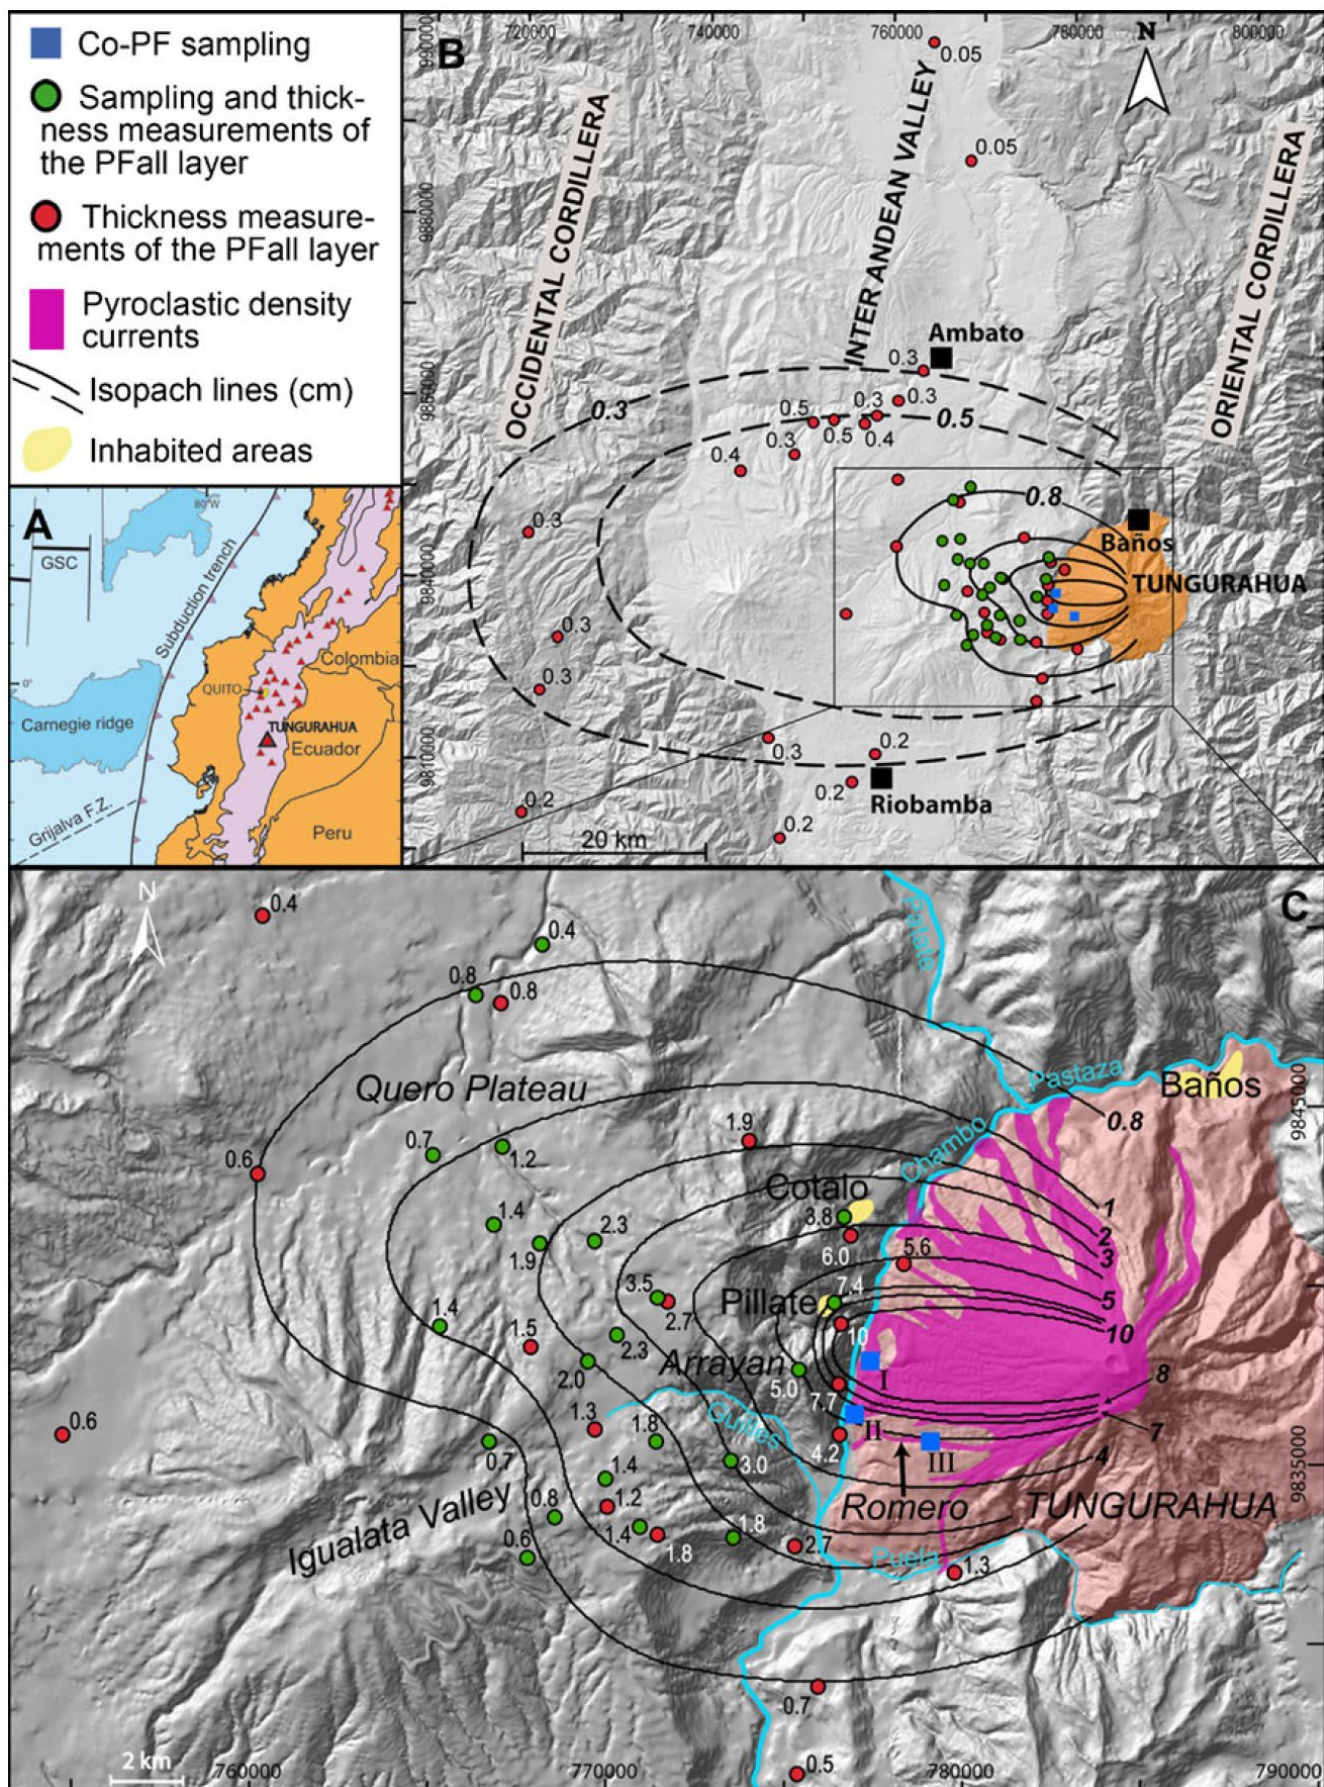 Co-PF sampling
Sampling and thick-
ness measurements of
the PFall layer
Thickness measure-
ments of the PFall layer
Pyroclastic density
currents
Isopach lines (cm)
Inhabited areas
A
80°W
GSC
Subduction trench
Colombia
0°
QUITO
Carnegie ridge
TUNGURAHUA
Ecuador
Grijalva F.Z.
Peru
B
720000
740000
760000
780000
800000
N
9880000
9840000
9810000
0.05
0.05
OCCIDENTAL CORDILLERA
INTER ANDEAN VALLEY
ORIENTAL CORDILLERA
Ambato
0.3
0.3
0.3
0.3
0.5
0.5
0.5
0.4
0.3
0.4
0.8
0.3
Baños
TUNGURAHUA
0.3
0.3
0.3
0.2
0.2
Riobamba
0.2
0.2
20 km
C
N
0.4
0.4
Patate
0.8
0.8
Quero Plateau
Pastaza
Baños
9845000
0.8
1.9
Chambo
0.7
1.2
0.6
Cotalo
1
1.4
3.8
2.3
2
1.9
6.0
5.6
3
3.5
7.4
5
Pillate
2.7
10
10
1.4
1.5
2.3
Arrayan
I
8
2.0
5.0
7.7
Guilles
II
7
0.6
1.3
1.8
4.2
III
4
0.7
3.0
9835000
1.4
Igualata Valley
0.8
1.2
Romero
TUNGURAHUA
1.4
1.8
1.8
2.7
0.6
Puela
1.3
0.7
2 km
0.5
760000
770000
780000
790000